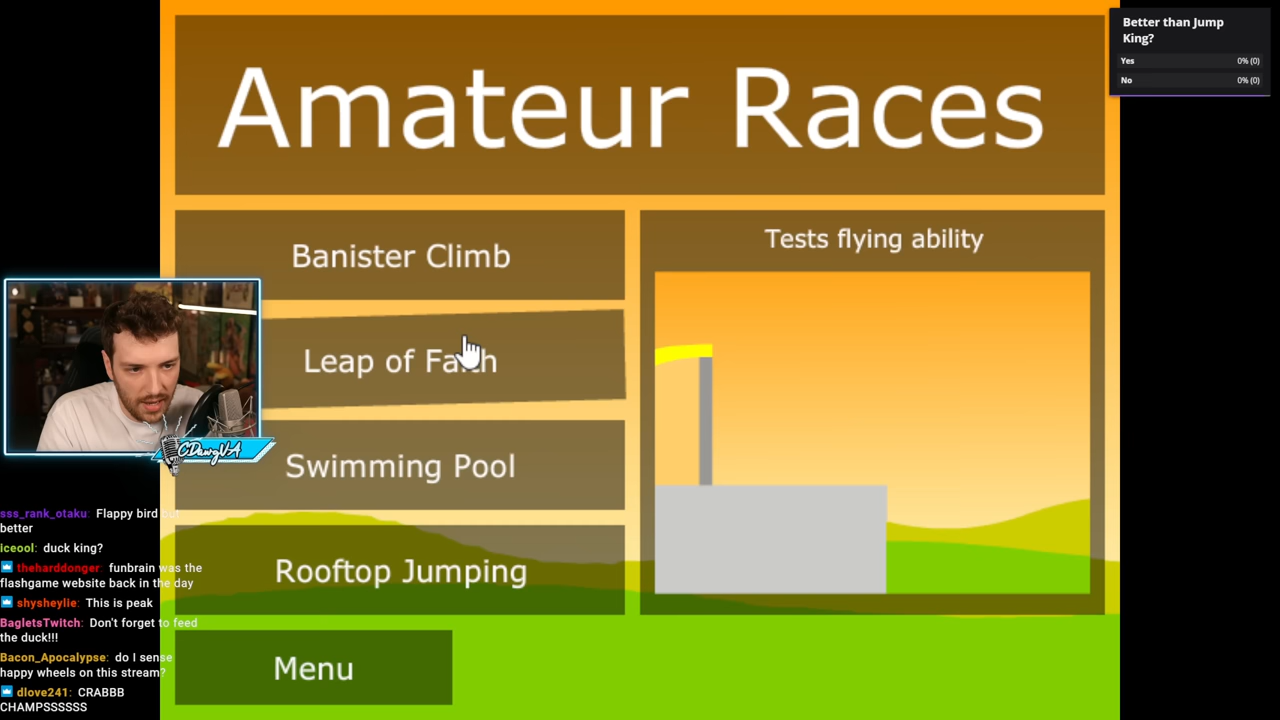 Amateur Races
Better than Jump
King?
Yes 0% (0)
No 0% (0)
Banister Climb
Leap of Faith
Swimming Pool
Rooftop Jumping
Menu
Tests flying ability
CDawgVA
sss_rank_otaku: Flappy bird but
better
iceool: duck king?
theharddonger: funbrain was the
flashgame website back in the day
shysheylie: This is peak
BagletsTwitch: Don't forget to feed
the duck!!!
Bacon_Apocalypse: do I sense
happy wheels on this stream?
dlove241: CRABBB
CHAMPSSSSSS